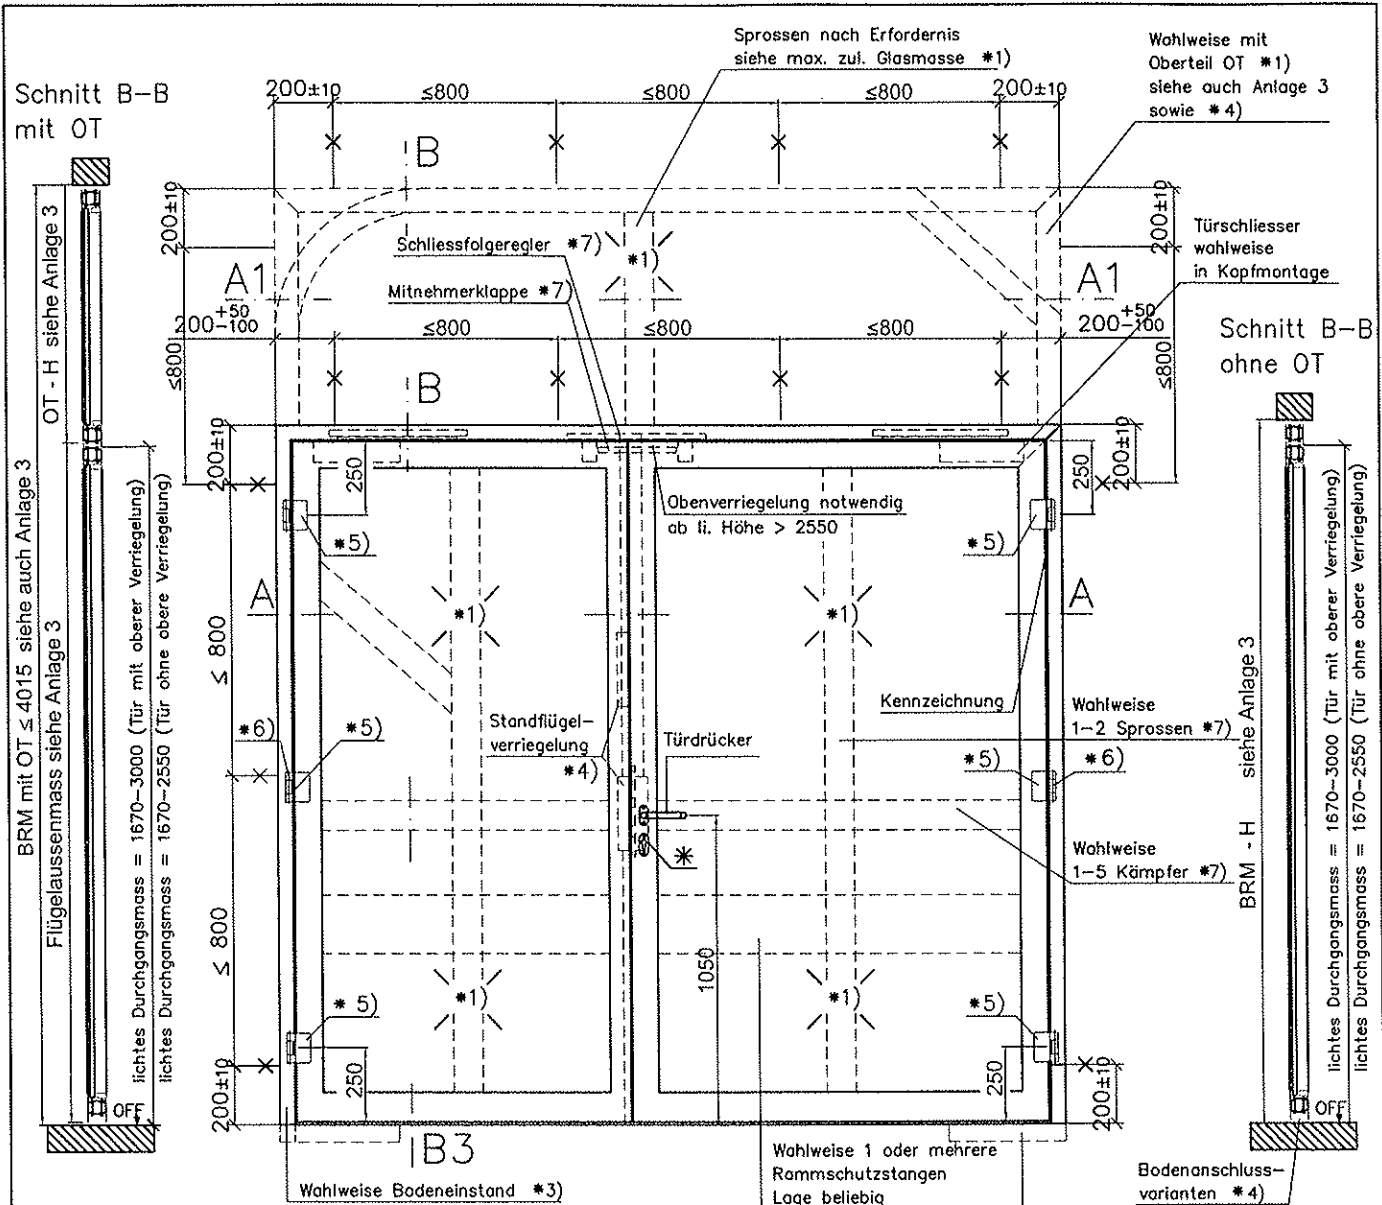 Sprossen nach Erfordernis
siehe max. zul. Glasmasse *1)
Wahlweise mit
Oberteil OT *1)
siehe auch Anlage 3
sowie *4)
Schnitt B–B
mit OT
200±10
≤800
≤800
≤800
200±10
B
200±10
200±10
Türschliesser
wahlweise
in Kopfmontage
Schliessfolgeregler *7)
*1)
Mitnehmerklappe *7)
A1
A1
200 +50 -100
≤800
≤800
≤800
200 +50 -100
≤800
≤800
Schnitt B–B
ohne OT
B
200±10
250
250
200±10
Obenverriegelung notwendig
ab li. Höhe > 2550
*5)
*5)
A
A
*1)
*1)
≤ 800
Kennzeichnung
Wahlweise
1–2 Sprossen *7)
Standflügel–
verriegelung
*4)
Türdrücker
*6)
*5)
*5)
*6)
Wahlweise
1–5 Kämpfer *7)
*
≤ 800
1050
*1)
*1)
*5)
*5)
250
250
200±10
200±10
OFF
OFF
B3
Wahlweise Bodeneinstand *3)
Wahlweise 1 oder mehrere
Rammschutzstangen
Lage beliebig
Bodenanschluss–
varianten *4)
BRM mit OT ≤ 4015 siehe auch Anlage 3
OT - H siehe Anlage 3
Flügelaussenmass siehe Anlage 3
lichtes Durchgangsmass = 1670–3000 (Tür mit oberer Verriegelung)
lichtes Durchgangsmass = 1670–2550 (Tür ohne obere Verriegelung)
BRM - H siehe Anlage 3
lichtes Durchgangsmass = 1670–3000 (Tür mit oberer Verriegelung)
lichtes Durchgangsmass = 1670–2550 (Tür ohne obere Verriegelung)